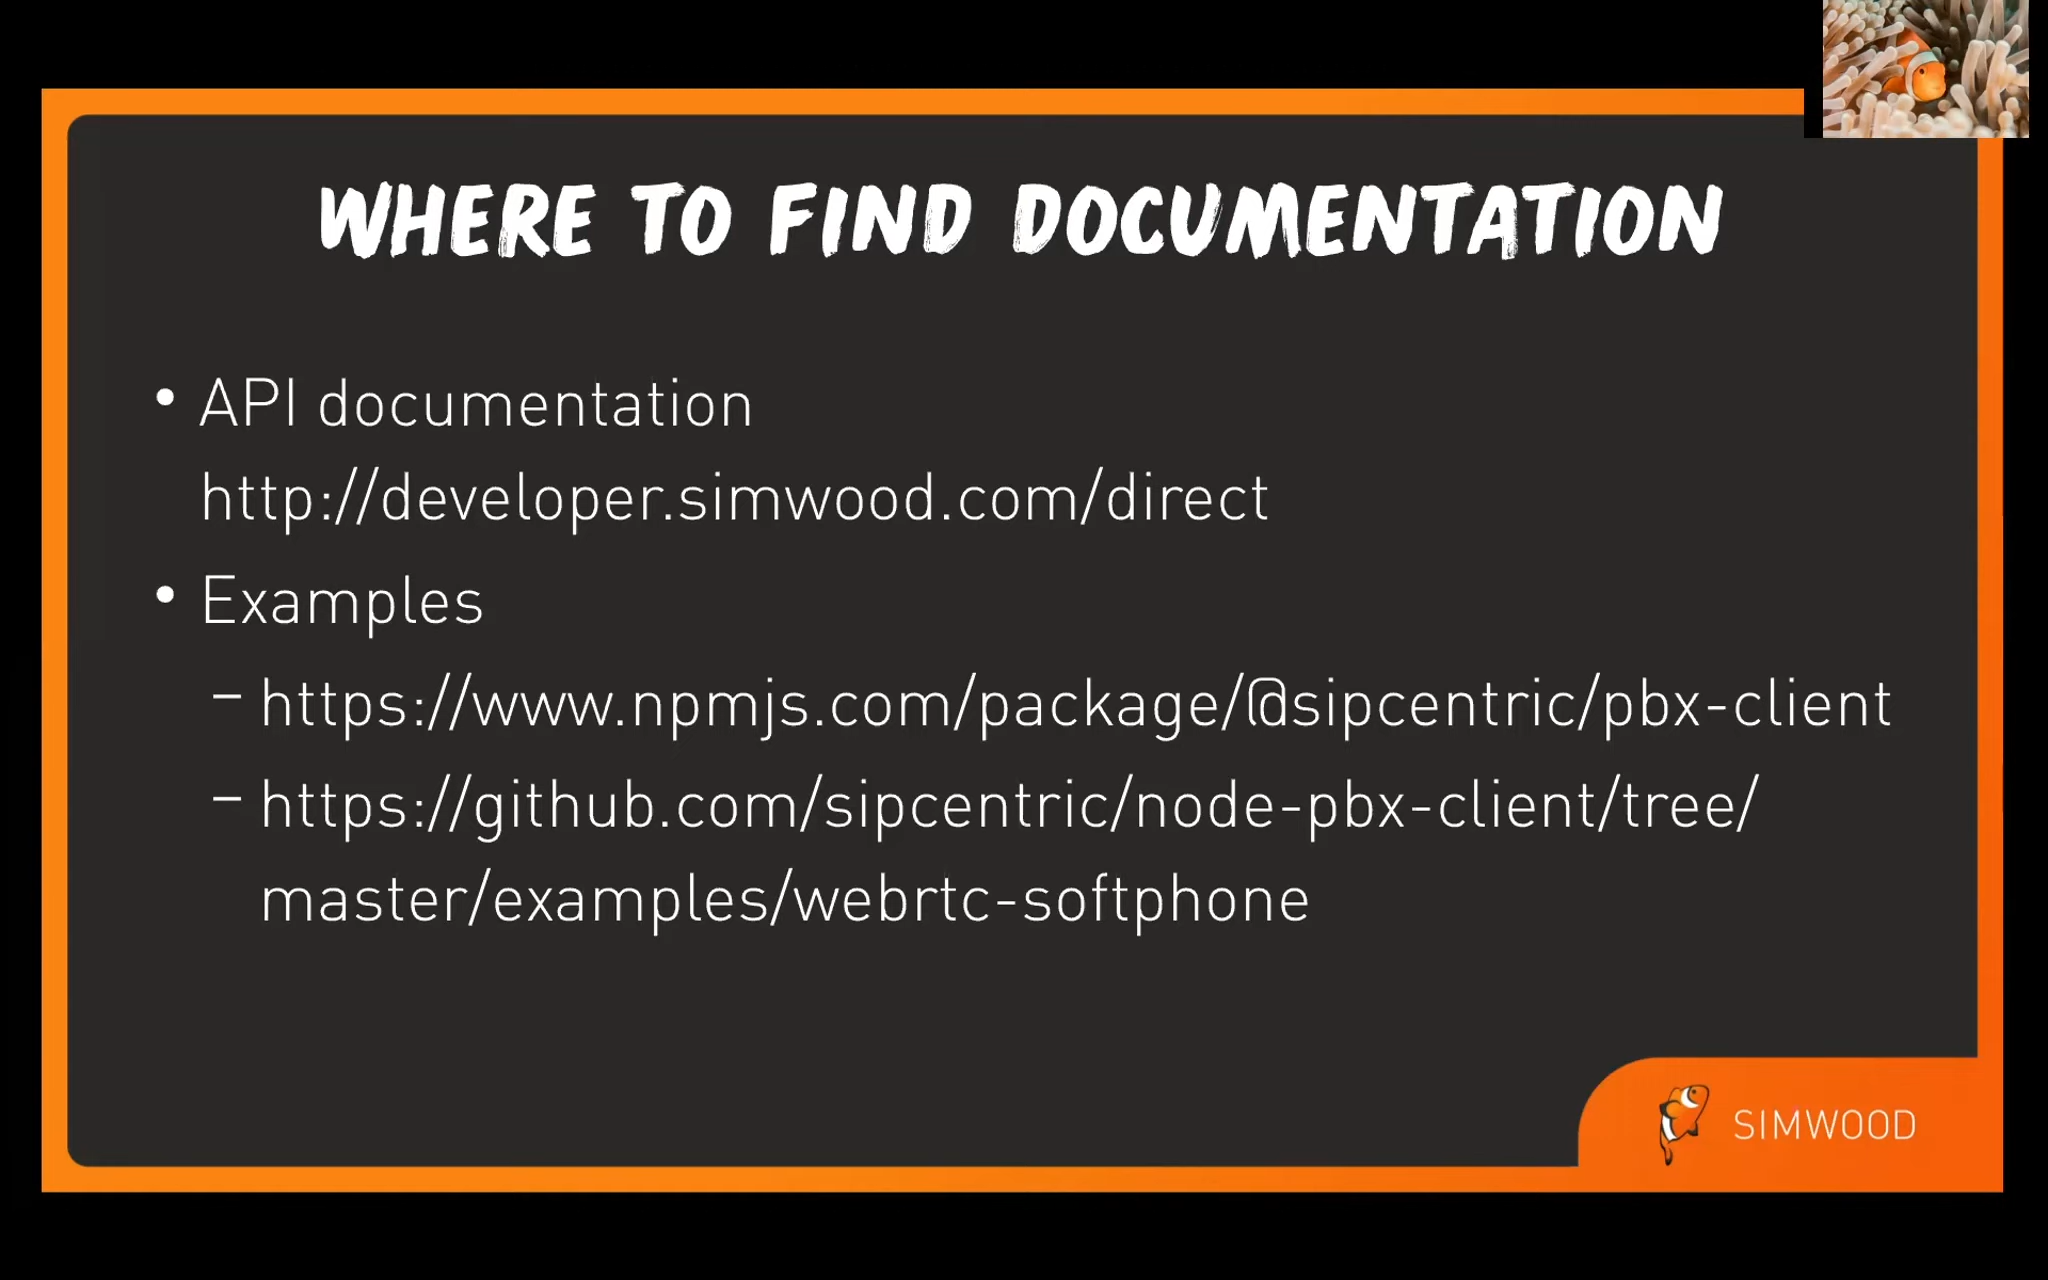 WHERE TO FIND DOCUMENTATION
• API documentation
http://developer.simwood.com/direct
• Examples
– https://www.npmjs.com/package/@sipcentric/pbx-client
– https://github.com/sipcentric/node-pbx-client/tree/
master/examples/webrtc-softphone
SIMWOOD